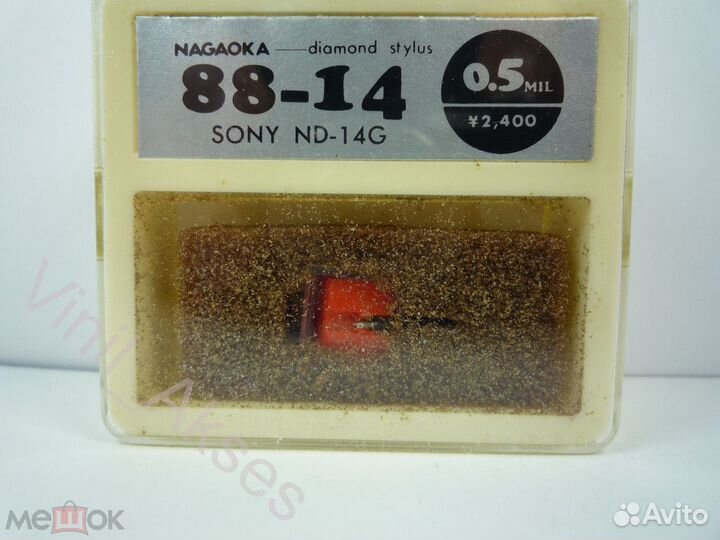 NAGAOKA — diamond stylus
88-14
SONY ND-14G
0.5 MIL
¥2,400
Vinil_Akses
мешок
Avito